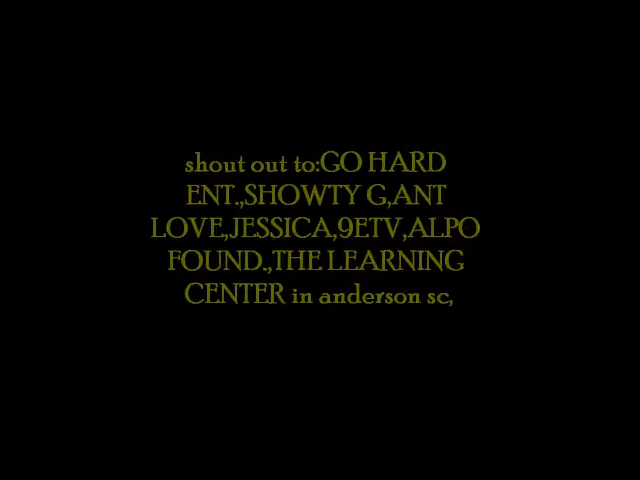 shout out to:GO HARD
ENT.,SHOWTY G,ANT
LOVE,JESSICA,9ETV,ALPO
FOUND.,THE LEARNING
CENTER in anderson sc,